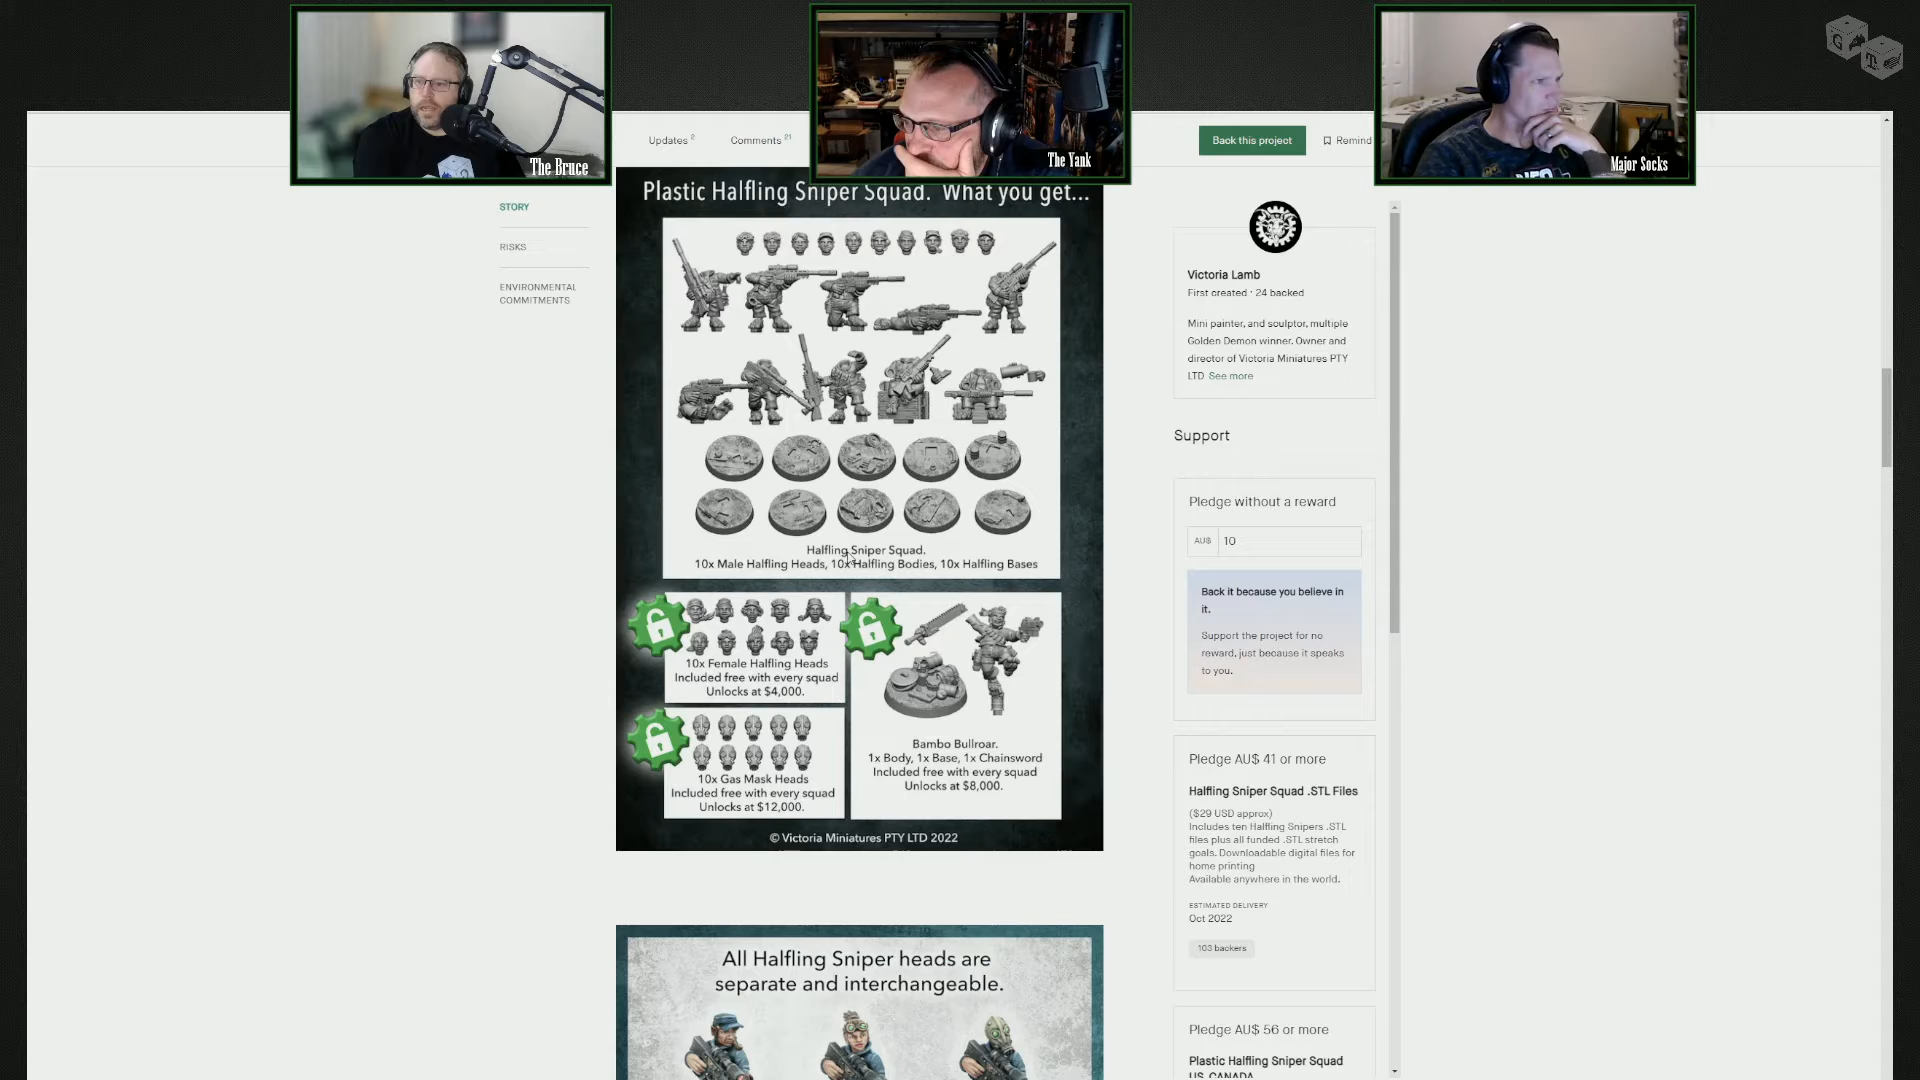 The Bruce
The Yank
Major Socks
G
T
Updates 2
Comments 21
Back this project
Remind
STORY
RISKS
ENVIRONMENTAL
COMMITMENTS
Plastic Halfling Sniper Squad. What you get...
Halfling Sniper Squad.
10x Male Halfling Heads, 10x Halfling Bodies, 10x Halfling Bases
10x Female Halfling Heads
Included free with every squad
Unlocks at $4,000.
10x Gas Mask Heads
Included free with every squad
Unlocks at $12,000.
Bambo Bullroar.
1x Body, 1x Base, 1x Chainsword
Included free with every squad
Unlocks at $8,000.
© Victoria Miniatures PTY LTD 2022
All Halfling Sniper heads are
separate and interchangeable.
Victoria Lamb
First created · 24 backed
Mini painter, and sculptor, multiple
Golden Demon winner. Owner and
director of Victoria Miniatures PTY
LTD See more
Support
Pledge without a reward
AU$ 10
Back it because you believe in
it.
Support the project for no
reward, just because it speaks
to you.
Pledge AU$ 41 or more
Halfling Sniper Squad .STL Files
($29 USD approx)
Includes ten Halfling Snipers .STL
files plus all funded .STL stretch
goals. Downloadable digital files for
home printing
Available anywhere in the world.
ESTIMATED DELIVERY
Oct 2022
103 backers
Pledge AU$ 56 or more
Plastic Halfling Sniper Squad
US, CANADA